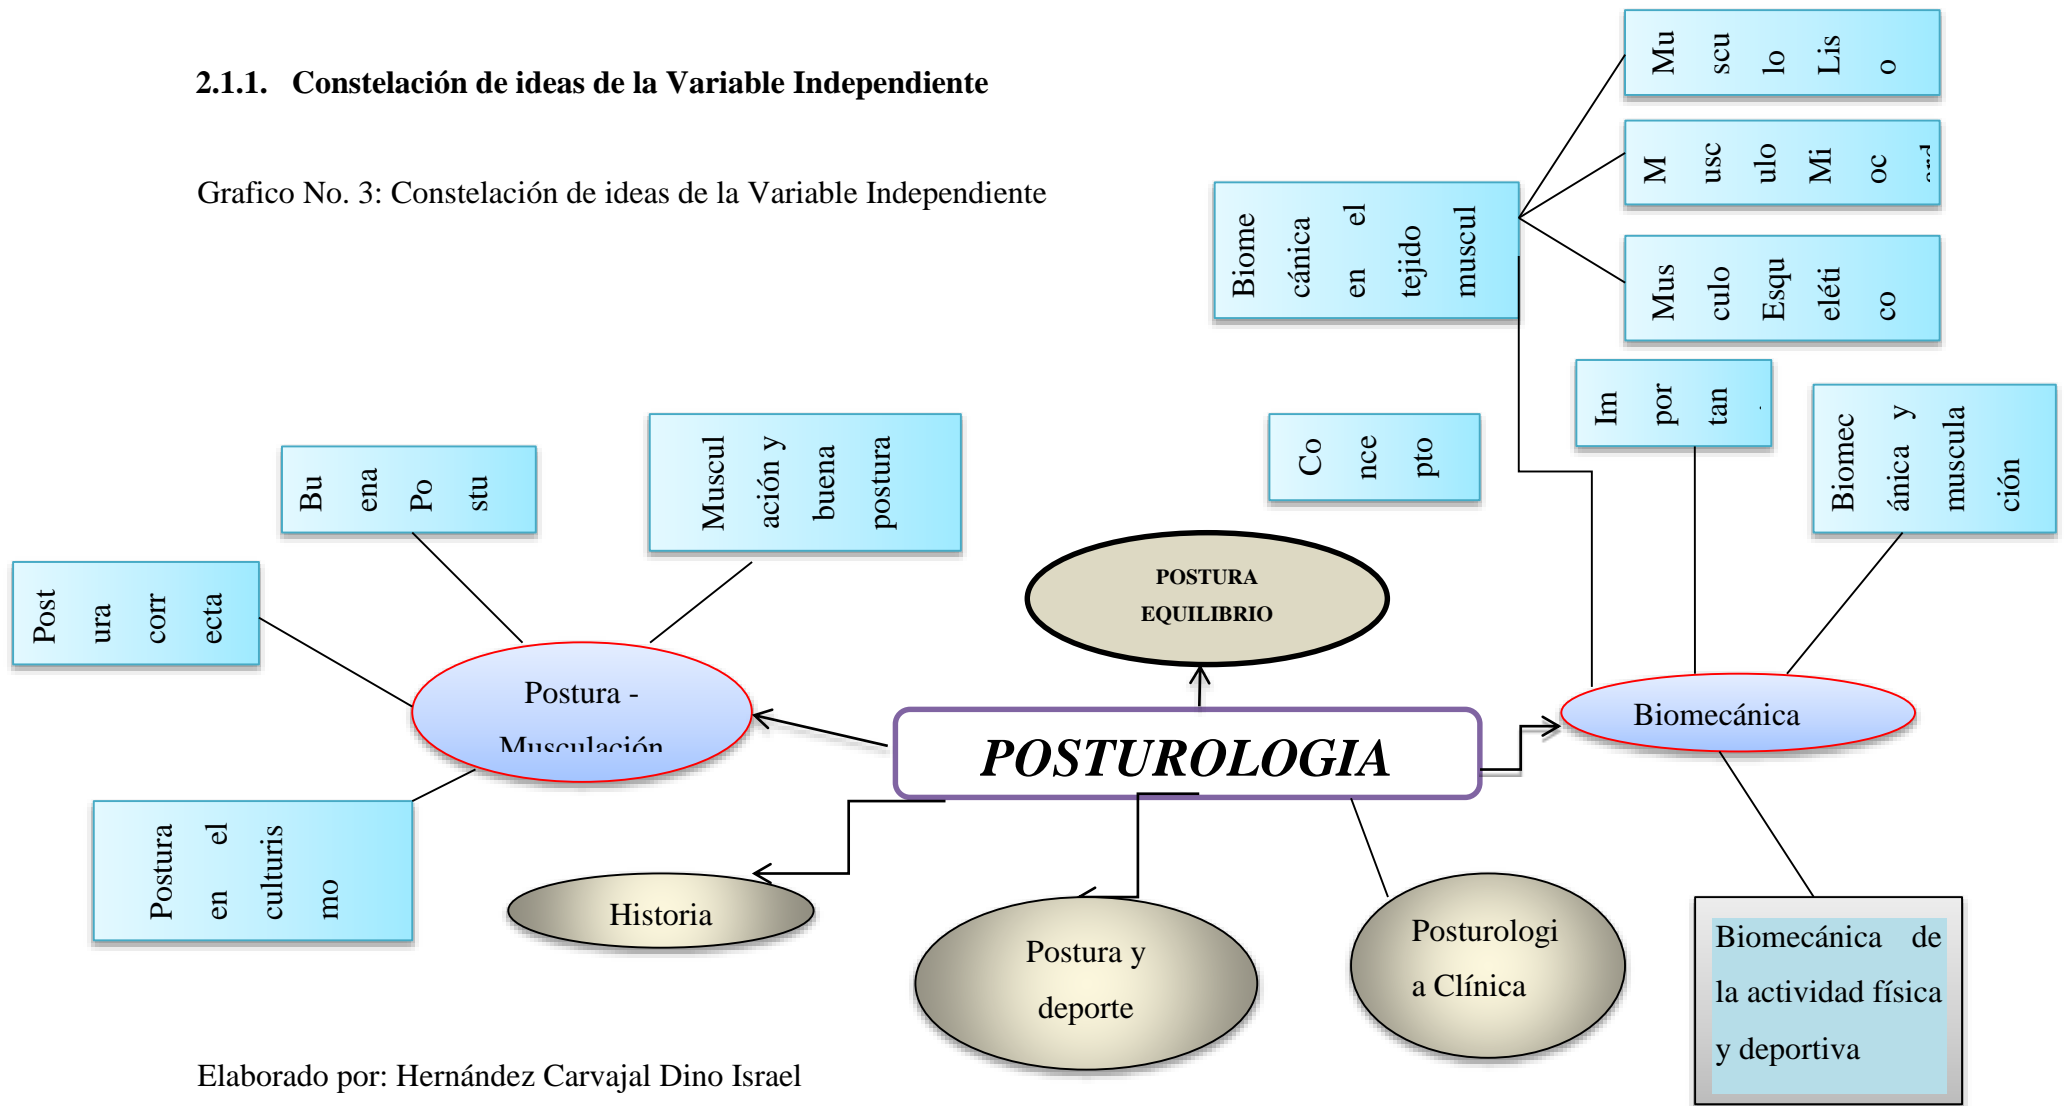 2.1.1. Constelación de ideas de la Variable Independiente
Grafico No. 3: Constelación de ideas de la Variable Independiente
Mu
scu
lo
Lis
o
M
usc
ulo
Mi
oc
Biome
cánica
en el
tejido
muscul
Mus
culo
Esqu
eléti
co
Im
por
tan
Biomec
ánica y
muscula
ción
Co
nce
pto
Muscul
ación y
buena
postura
Bu
ena
Po
stu
Post
ura
corr
ecta
POSTURA
EQUILIBRIO
Postura -
Musculación
POSTUROLOGIA
Biomecánica
Postura
en el
culturis
mo
Historia
Postura y
deporte
Posturologi
a Clínica
Biomecánica de
la actividad física
y deportiva
Elaborado por: Hernández Carvajal Dino Israel